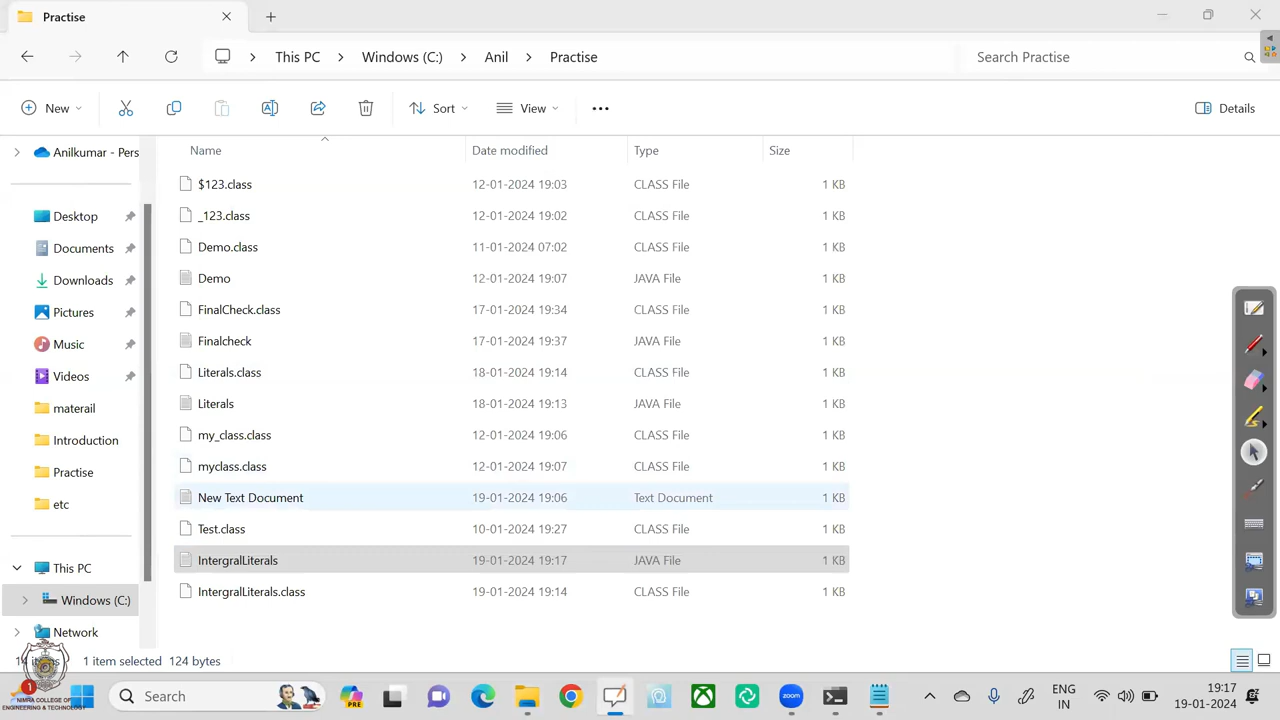 Practise
This PC > Windows (C:) > Anil > Practise
Search Practise
New
Sort
View
Details
Name Date modified Type Size
Anilkumar - Pers
Desktop
Documents
Downloads
Pictures
Music
Videos
materail
Introduction
Practise
etc
This PC
Windows (C:)
Network
$123.class 12-01-2024 19:03 CLASS File 1 KB
_123.class 12-01-2024 19:02 CLASS File 1 KB
Demo.class 11-01-2024 07:02 CLASS File 1 KB
Demo 12-01-2024 19:07 JAVA File 1 KB
FinalCheck.class 17-01-2024 19:34 CLASS File 1 KB
Finalcheck 17-01-2024 19:37 JAVA File 1 KB
Literals.class 18-01-2024 19:14 CLASS File 1 KB
Literals 18-01-2024 19:13 JAVA File 1 KB
my_class.class 12-01-2024 19:06 CLASS File 1 KB
myclass.class 12-01-2024 19:07 CLASS File 1 KB
New Text Document 19-01-2024 19:06 Text Document 1 KB
Test.class 10-01-2024 19:27 CLASS File 1 KB
IntergralLiterals 19-01-2024 19:17 JAVA File 1 KB
IntergralLiterals.class 19-01-2024 19:14 CLASS File 1 KB
1 item selected 124 bytes
1
NIMRA COLLEGE OF
ENGINEERING & TECHNOLOGY
Search
PRE
zoom
ENG
IN
19:17
19-01-2024